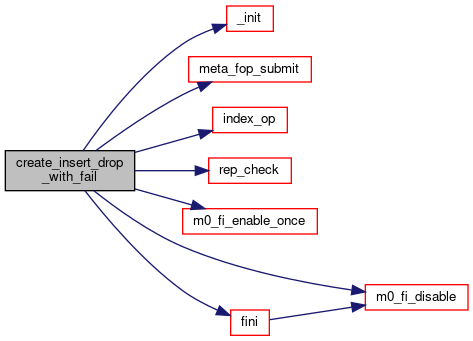 _init
meta_fop_submit
index_op
create_insert_drop
_with_fail
rep_check
m0_fi_enable_once
m0_fi_disable
fini